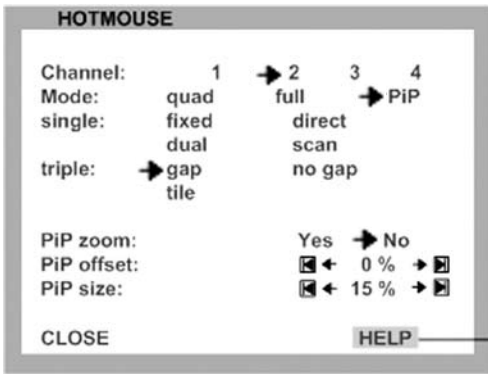 HOTMOUSE
Channel: 1 2 3 4
Mode: quad full PiP
single: fixed direct
dual scan
triple: gap no gap
tile
PiP zoom: Yes No
PiP offset: 0 %
PiP size: 15 %
CLOSE HELP